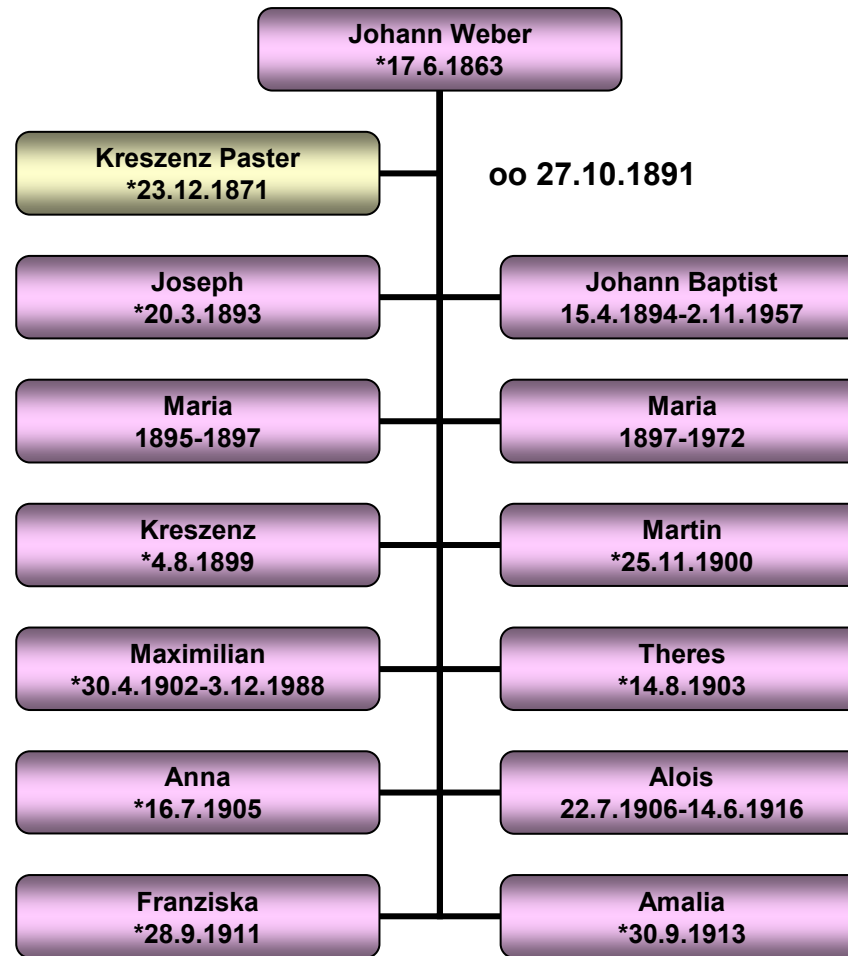 Johann Weber
*17.6.1863
Kreszenz Paster
*23.12.1871
oo 27.10.1891
Joseph
*20.3.1893
Johann Baptist
15.4.1894-2.11.1957
Maria
1895-1897
Maria
1897-1972
Kreszenz
*4.8.1899
Martin
*25.11.1900
Maximilian
*30.4.1902-3.12.1988
Theres
*14.8.1903
Anna
*16.7.1905
Alois
22.7.1906-14.6.1916
Franziska
*28.9.1911
Amalia
*30.9.1913